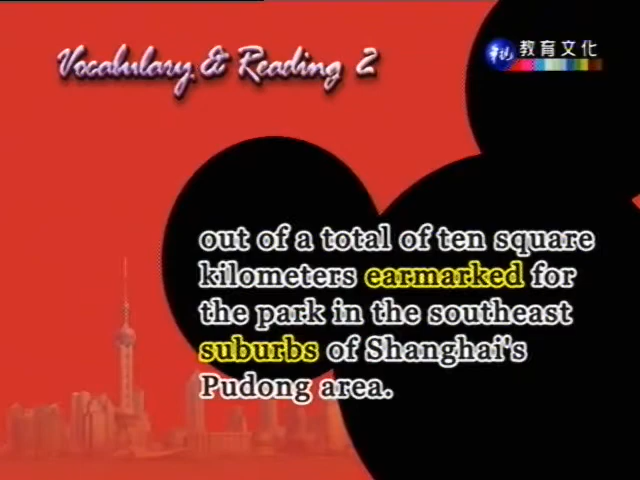 Vocabulary & Reading 2
華視 教育文化
out of a total of ten square
kilometers earmarked for
the park in the southeast
suburbs of Shanghai's
Pudong area.